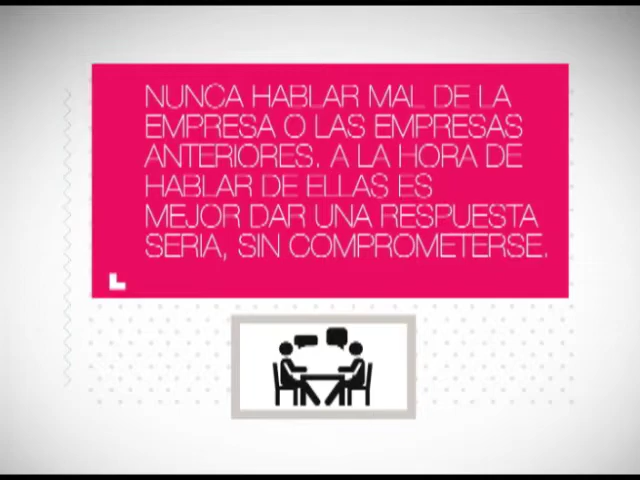 NUNCA HABLAR MAL DE LA
EMPRESA O LAS EMPRESAS
ANTERIORES. A LA HORA DE
HABLAR DE ELLAS ES
MEJOR DAR UNA RESPUESTA
SERIA, SIN COMPROMETERSE.